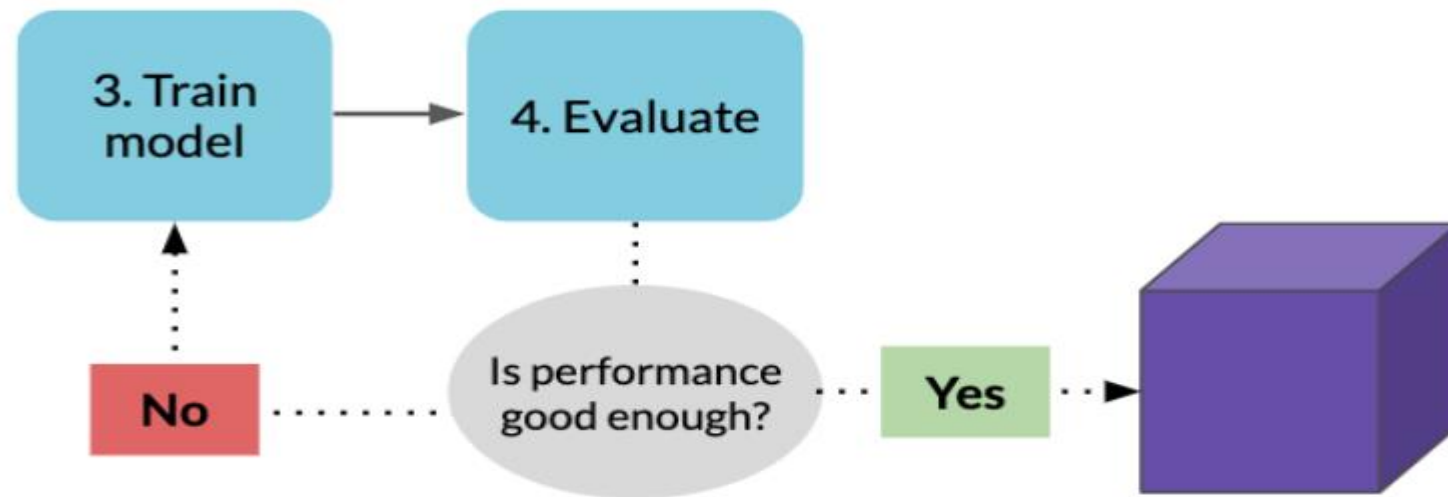 3. Train
model
4. Evaluate
Is performance
good enough?
No
Yes